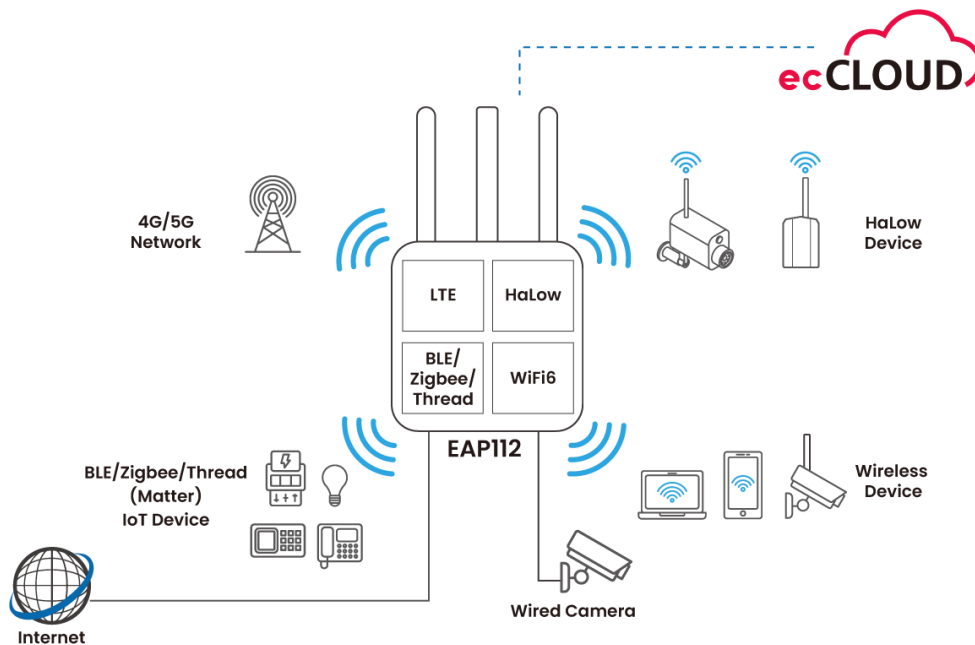 ecCLOUD
4G/5G
Network
HaLow
Device
LTE
HaLow
BLE/
Zigbee/
Thread
WiFi6
EAP112
BLE/Zigbee/Thread
(Matter)
IoT Device
Wireless
Device
Wired Camera
Internet